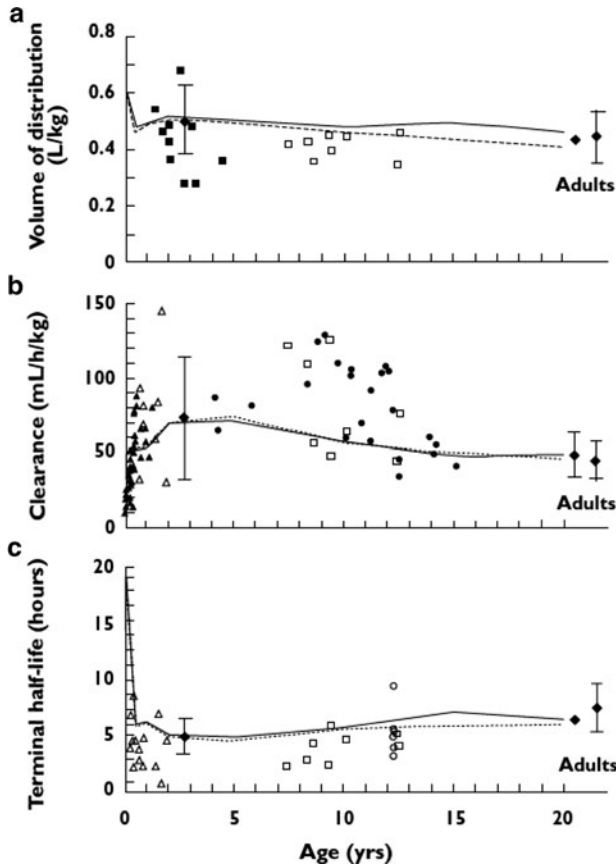 a
0.8
0.6
0.4
0.2
0
Volume of distribution
(L/kg)
Adults
b
150
100
50
0
Clearance (mL/h/kg)
Adults
c
20
15
10
5
0
Terminal half-life (hours)
Adults
0 5 10 15 20
Age (yrs)